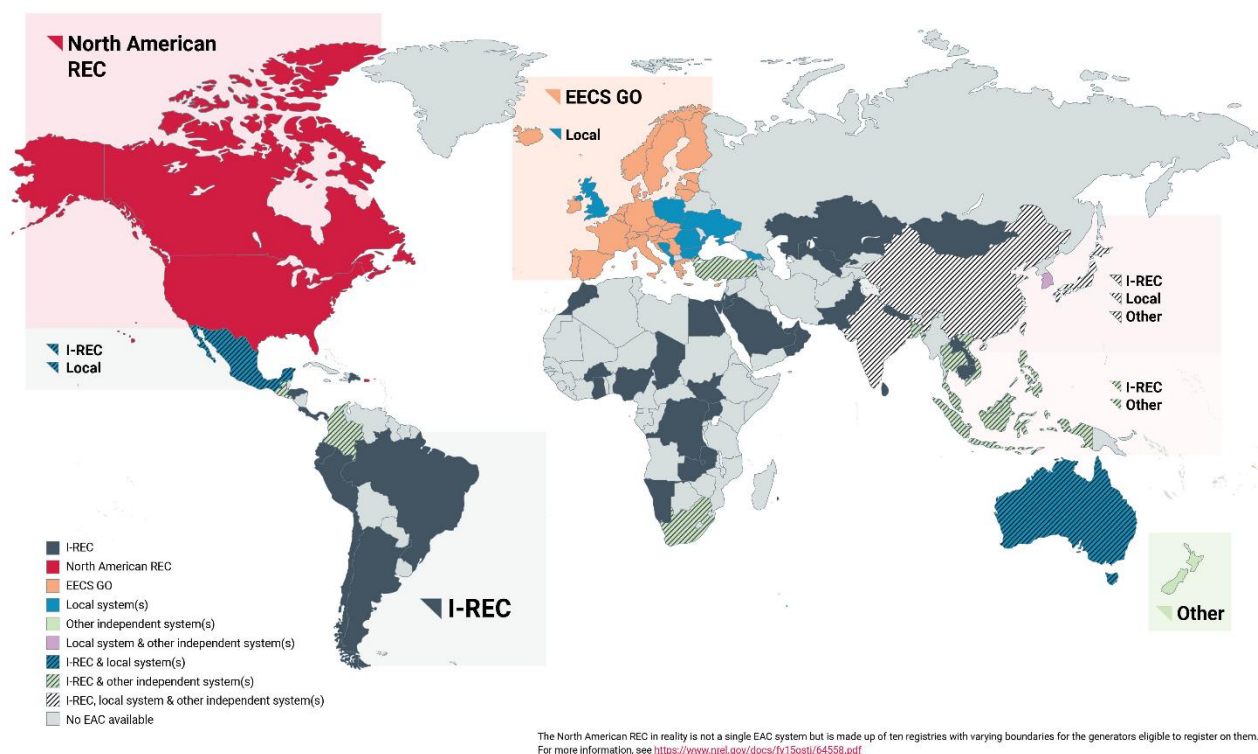 North American
REC
EECS GO
Local
I-REC
Local
Other
I-REC
Local
I-REC
Other
I-REC
Other
I-REC
North American REC
EECS GO
Local system(s)
Other independent system(s)
Local system & other independent system(s)
I-REC & local system(s)
I-REC & other independent system(s)
I-REC, local system & other independent system(s)
No EAC available
The North American REC in reality is not a single EAC system but is made up of ten registries with varying boundaries for the generators eligible to register on them.
For more information, see https://www.nrel.gov/docs/fy15osti/64558.pdf